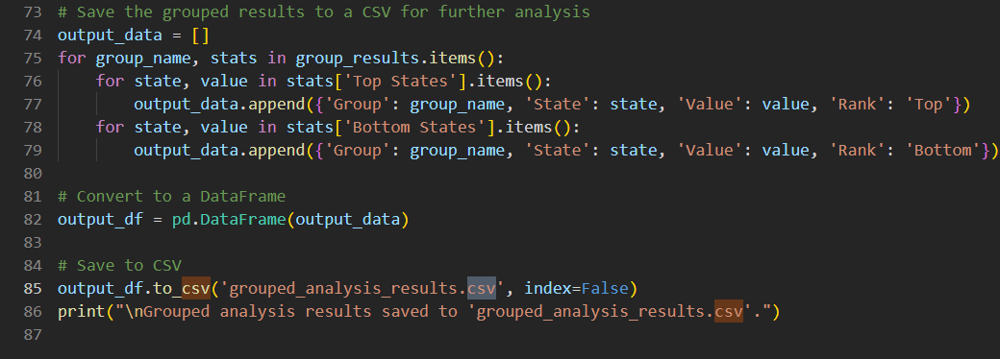 73 # Save the grouped results to a CSV for further analysis
74 output_data = []
75 for group_name, stats in group_results.items():
76     for state, value in stats['Top States'].items():
77         output_data.append({'Group': group_name, 'State': state, 'Value': value, 'Rank': 'Top'})
78     for state, value in stats['Bottom States'].items():
79         output_data.append({'Group': group_name, 'State': state, 'Value': value, 'Rank': 'Bottom'})
80
81 # Convert to a DataFrame
82 output_df = pd.DataFrame(output_data)
83
84 # Save to CSV
85 output_df.to_csv('grouped_analysis_results.csv', index=False)
86 print("\nGrouped analysis results saved to 'grouped_analysis_results.csv'.")
87